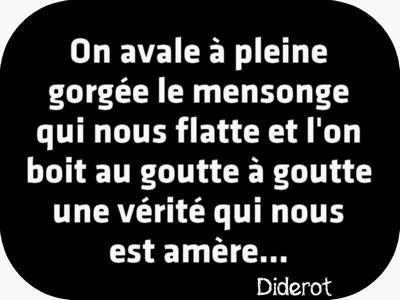 On avale à pleine
gorgée le mensonge
qui nous flatte et l'on
boit au goutte à goutte
une vérité qui nous
est amère...
Diderot